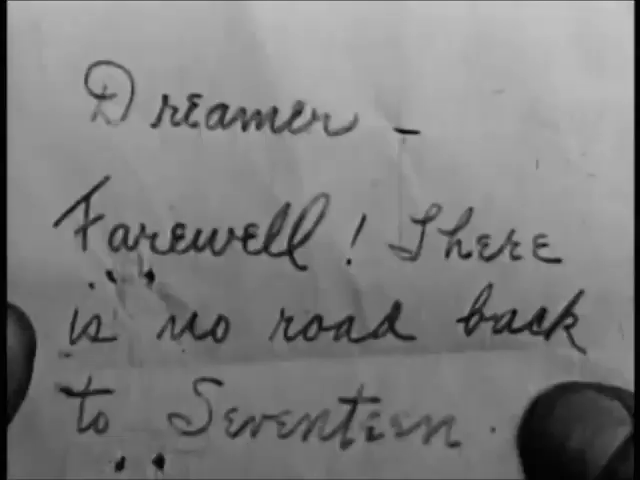 Dreamer -
Farewell! There
is no road back
to Seventeen.